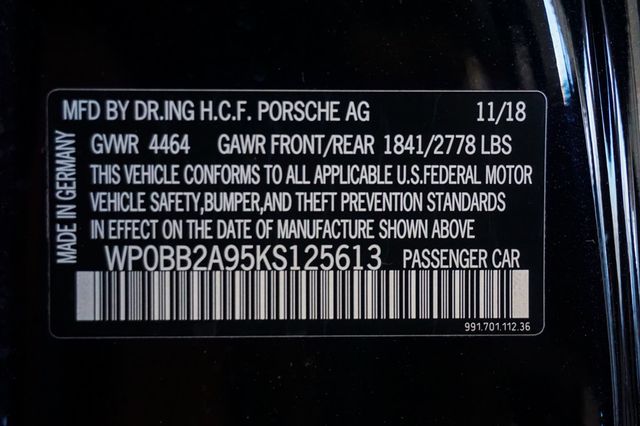 MFD BY DR.ING H.C.F. PORSCHE AG 11/18
GVWR 4464 GAWR FRONT/REAR 1841/2778 LBS
THIS VEHICLE CONFORMS TO ALL APPLICABLE U.S.FEDERAL MOTOR
VEHICLE SAFETY,BUMPER,AND THEFT PREVENTION STANDARDS
IN EFFECT ON THE DATE OF MANUFACTURE SHOWN ABOVE
MADE IN GERMANY
WP0BB2A95KS125613 PASSENGER CAR
991.701.112.36